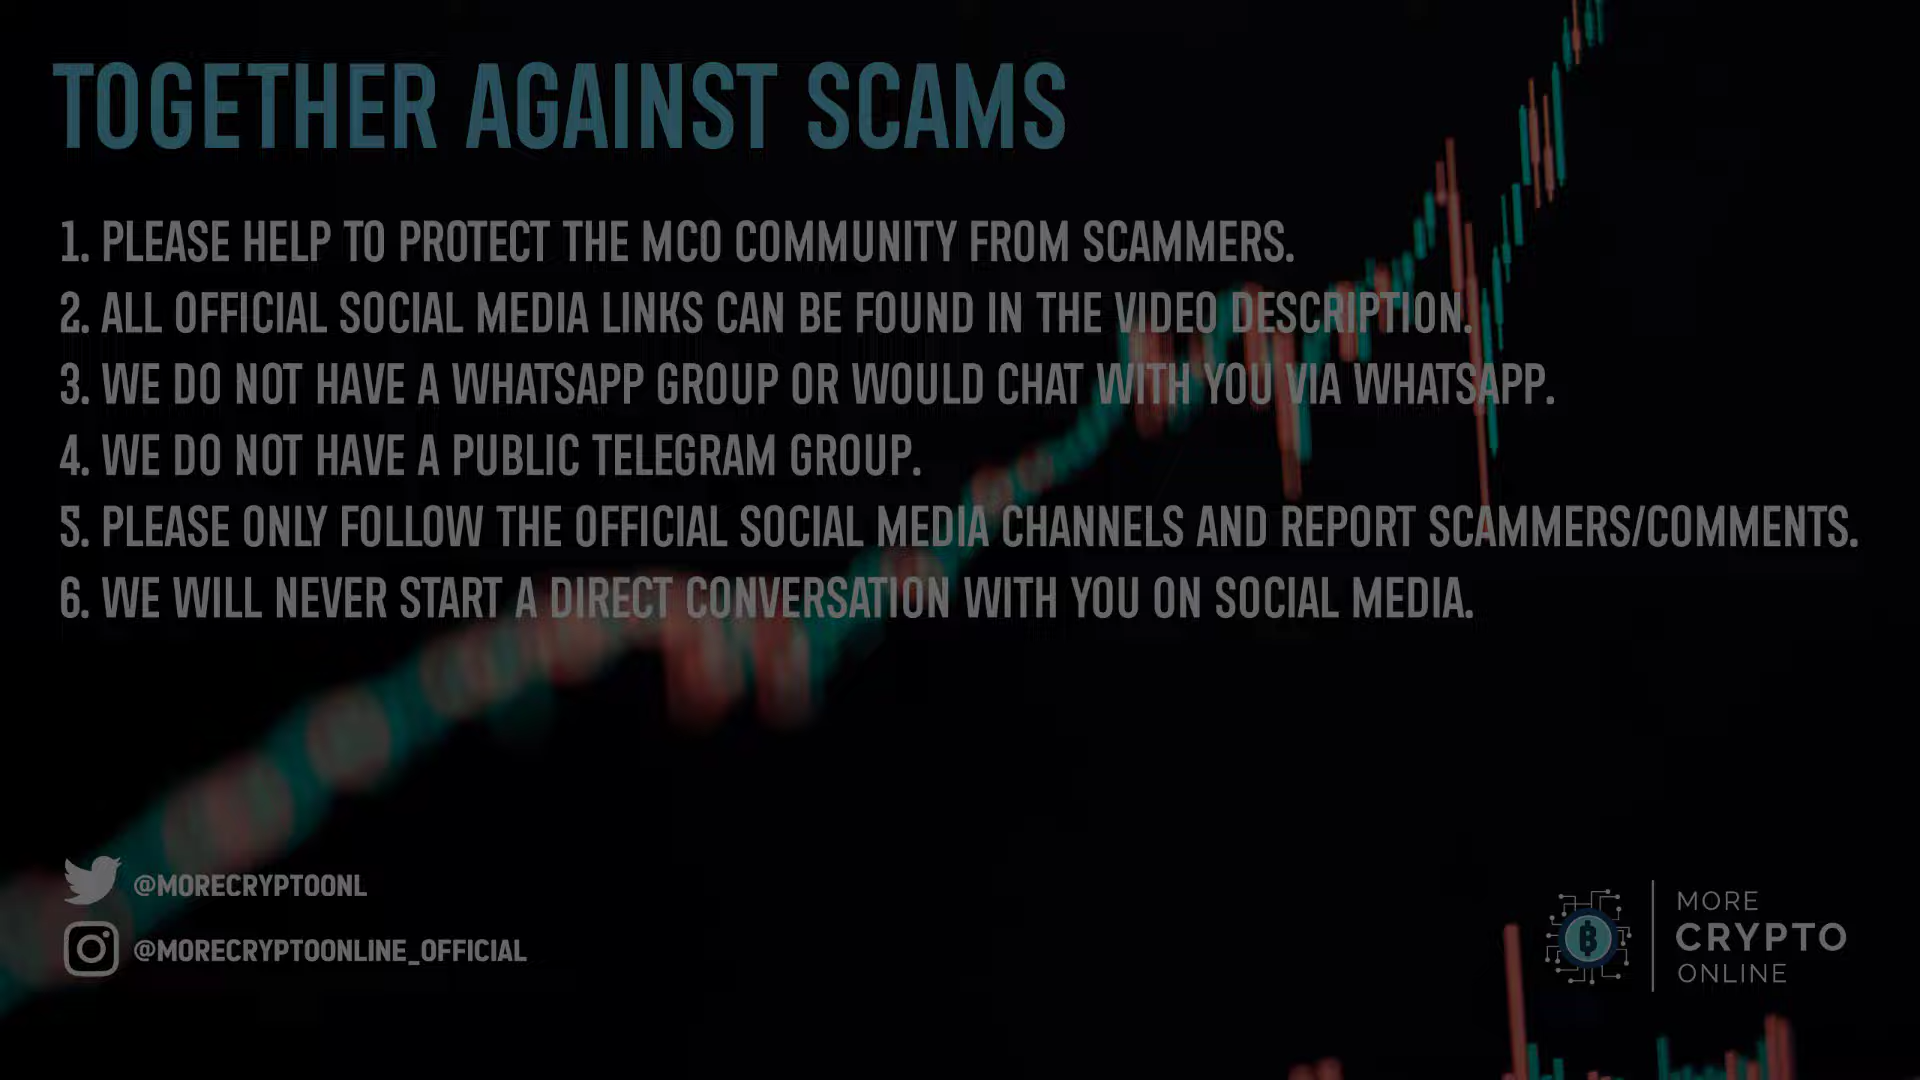 TOGETHER AGAINST SCAMS
1. PLEASE HELP TO PROTECT THE MCO COMMUNITY FROM SCAMMERS.
2. ALL OFFICIAL SOCIAL MEDIA LINKS CAN BE FOUND IN THE VIDEO DESCRIPTION.
3. WE DO NOT HAVE A WHATSAPP GROUP OR WOULD CHAT WITH YOU VIA WHATSAPP.
4. WE DO NOT HAVE A PUBLIC TELEGRAM GROUP.
5. PLEASE ONLY FOLLOW THE OFFICIAL SOCIAL MEDIA CHANNELS AND REPORT SCAMMERS/COMMENTS.
6. WE WILL NEVER START A DIRECT CONVERSATION WITH YOU ON SOCIAL MEDIA.
@MORECRYPTOONL
@MORECRYPTOONLINE_OFFICIAL
MORE
CRYPTO
ONLINE